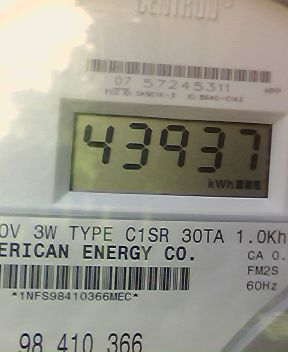 CENTRON®
07 57245311
43937
kWh
0V 3W TYPE C1SR 30TA 1.0Kh
ERICAN ENERGY CO.
CA 0.
FM2S
60Hz
*1NFS98410366MEC*
98 410 366